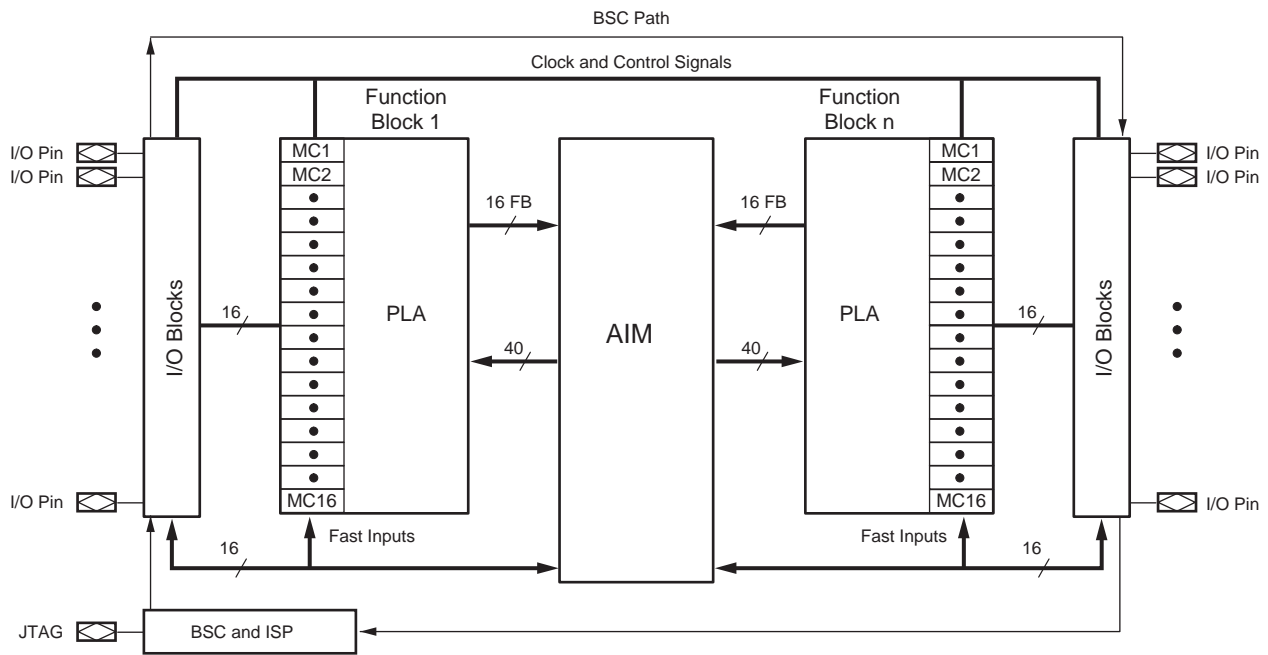 BSC Path
Clock and Control Signals
Function
Block 1
Function
Block n
I/O Pin
MC1
MC1
I/O Pin
I/O Pin
MC2
MC2
I/O Pin
16 FB
16 FB
I/O Blocks
16
PLA
AIM
PLA
16
I/O Blocks
40
40
I/O Pin
MC16
MC16
I/O Pin
Fast Inputs
Fast Inputs
16
16
JTAG
BSC and ISP